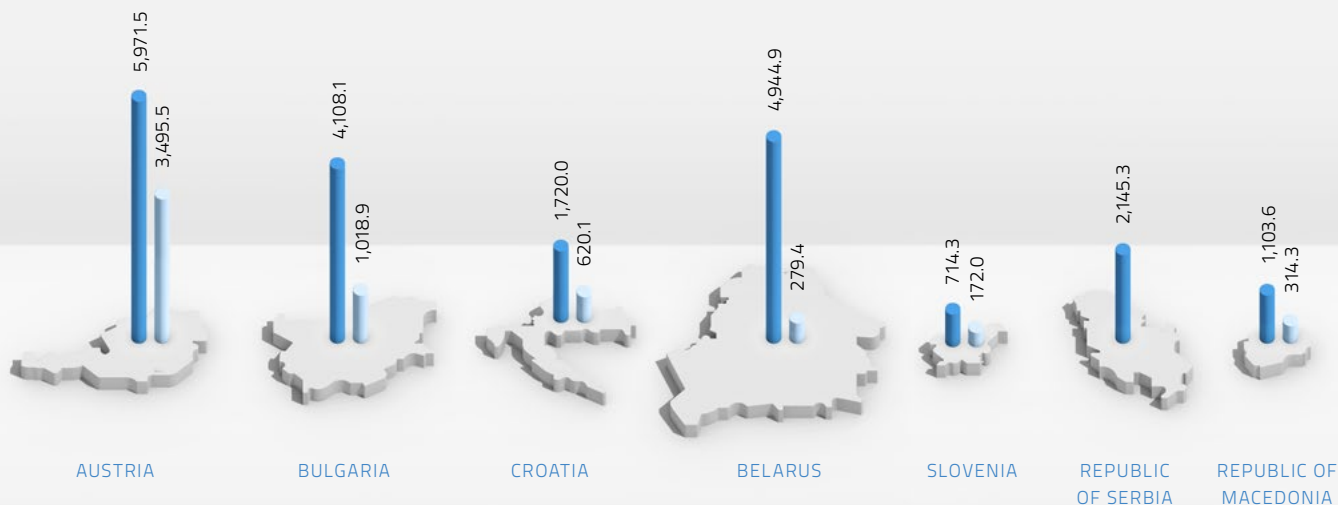 5,971.5
3,495.5
4,108.1
1,018.9
1,720.0
620.1
4,944.9
279.4
714.3
172.0
2,145.3
1,103.6
314.3
AUSTRIA
BULGARIA
CROATIA
BELARUS
SLOVENIA
REPUBLIC
OF SERBIA
REPUBLIC OF
MACEDONIA